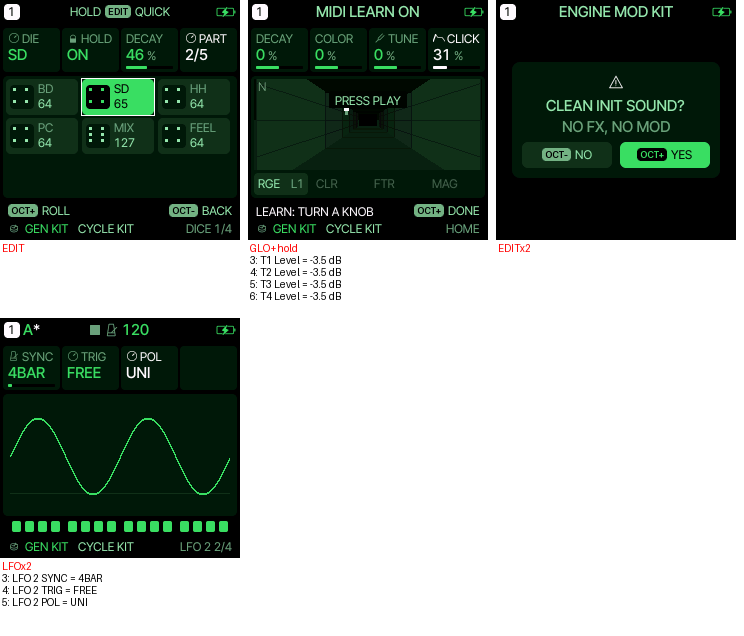 1 HOLD EDIT QUICK
DIE HOLD DECAY PART
SD ON 46 % 2/5
BD SD HH
64 65 64
PC MIX FEEL
64 127 64
OCT+ ROLL OCT- BACK
GEN KIT CYCLE KIT DICE 1/4
EDIT
1 MIDI LEARN ON
DECAY COLOR TUNE CLICK
0 % 0 % 0 % 31 %
N
PRESS PLAY
RGE L1 CLR FTR MAG
LEARN: TURN A KNOB OCT+ DONE
GEN KIT CYCLE KIT HOME
GLO+hold
3: T1 Level = -3.5 dB
4: T2 Level = -3.5 dB
5: T3 Level = -3.5 dB
6: T4 Level = -3.5 dB
1 ENGINE MOD KIT
CLEAN INIT SOUND?
NO FX, NO MOD
OCT- NO OCT+ YES
EDITx2
1 A* 120
SYNC TRIG POL
4BAR FREE UNI
GEN KIT CYCLE KIT LFO 2 2/4
LFOx2
3: LFO 2 SYNC = 4BAR
4: LFO 2 TRIG = FREE
5: LFO 2 POL = UNI